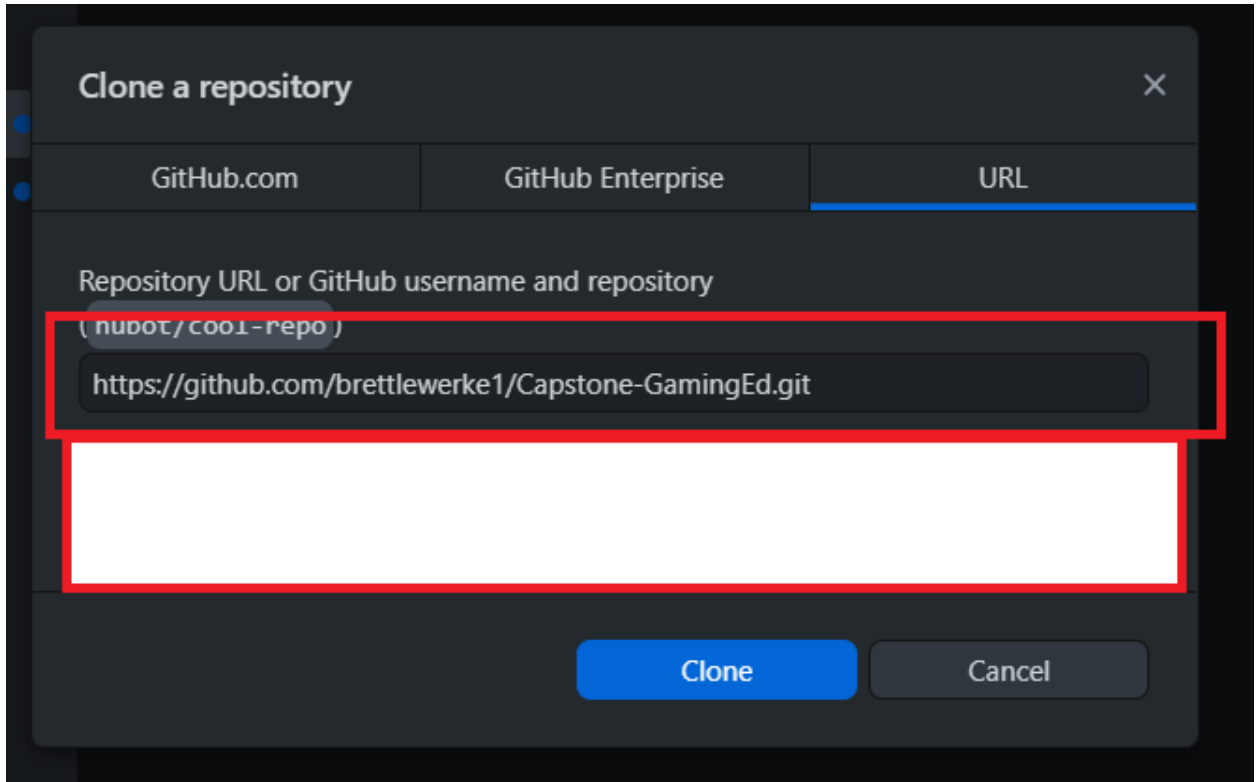 Clone a repository
GitHub.com GitHub Enterprise URL
Repository URL or GitHub username and repository
(hubot/cool-repo)
https://github.com/brettlewerke1/Capstone-GamingEd.git
Clone Cancel